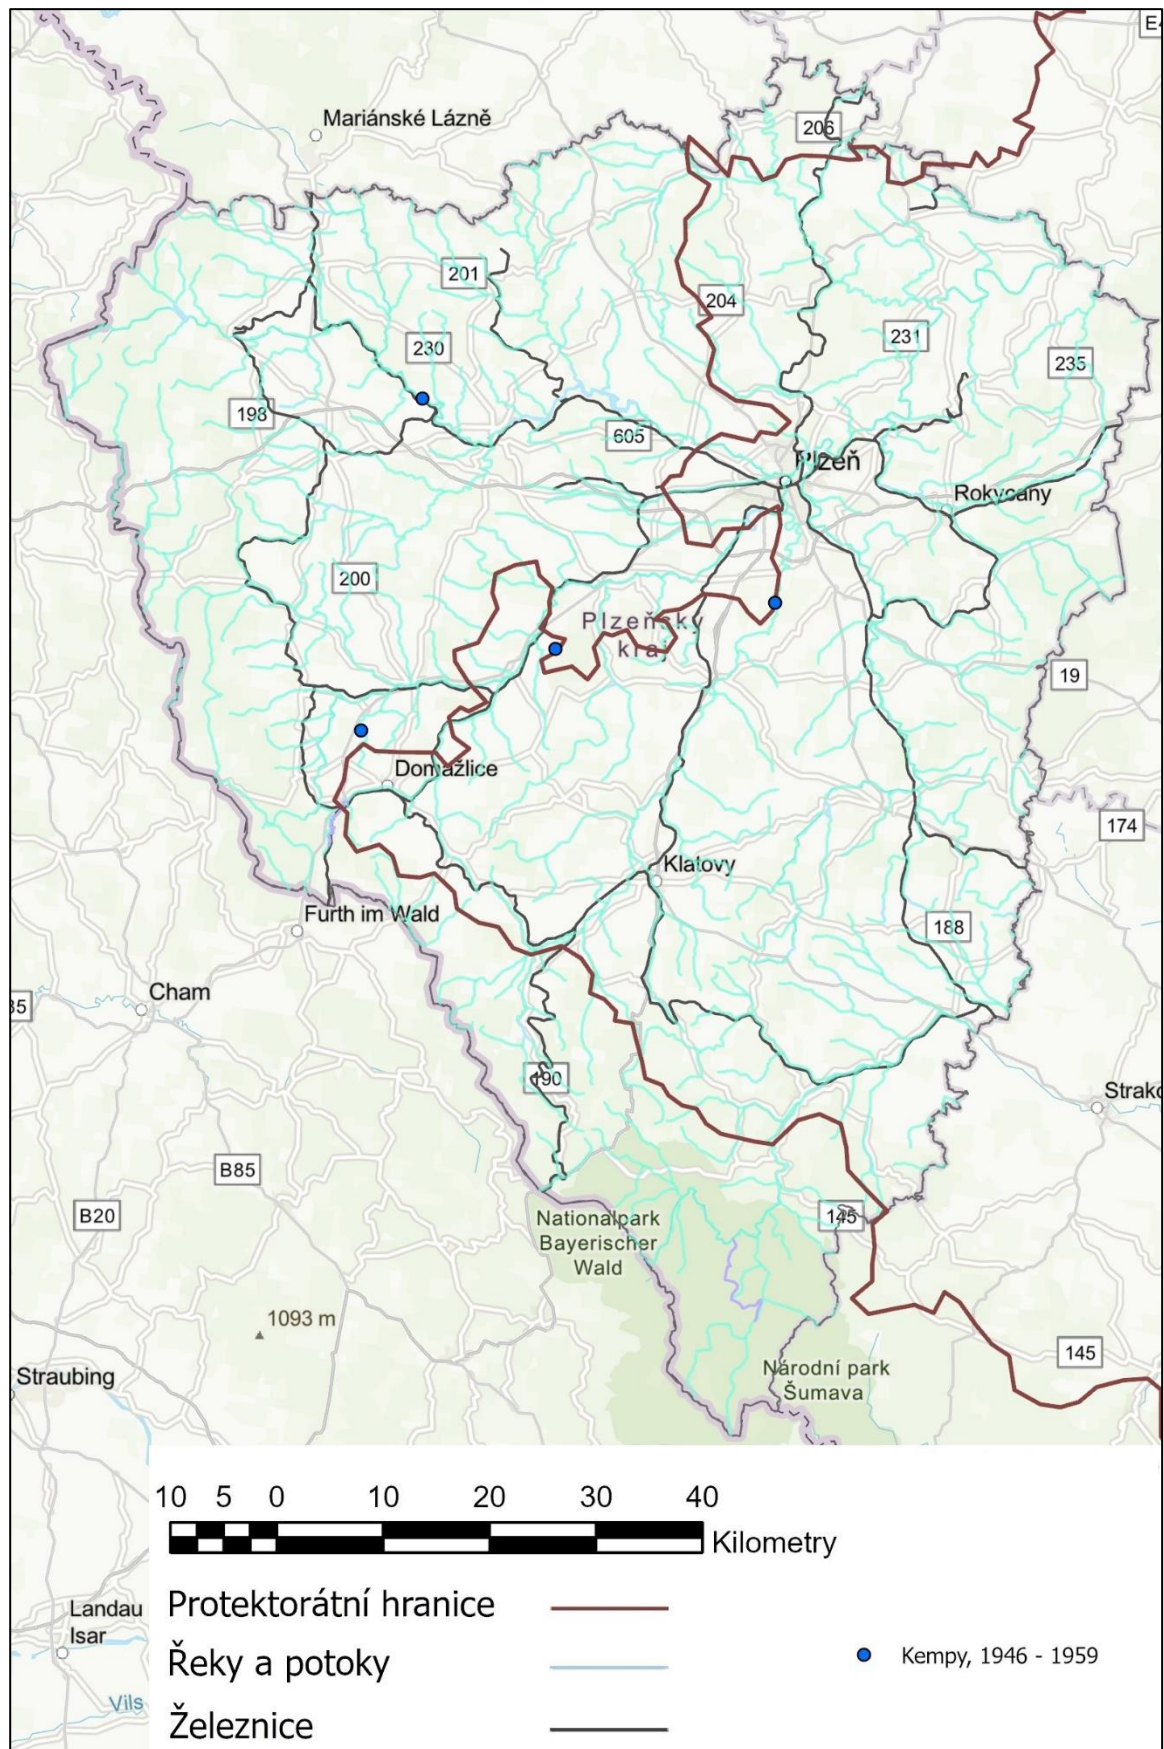 E4
Mariánské Lázně
206
201
204
230
231
235
198
605
Plzeň
Rokycany
200
Plzeňský
kraj
19
Domažlice
174
Klatovy
Furth im Wald
188
Cham
35
190
Strako
B85
B20
145
Nationalpark
Bayerischer
Wald
1093 m
145
Národní park
Šumava
Straubing
10 5 0 10 20 30 40
Kilometry
Landau
Isar
Vils
Protektorátní hranice
Řeky a potoky
Železnice
Kempy, 1946 - 1959